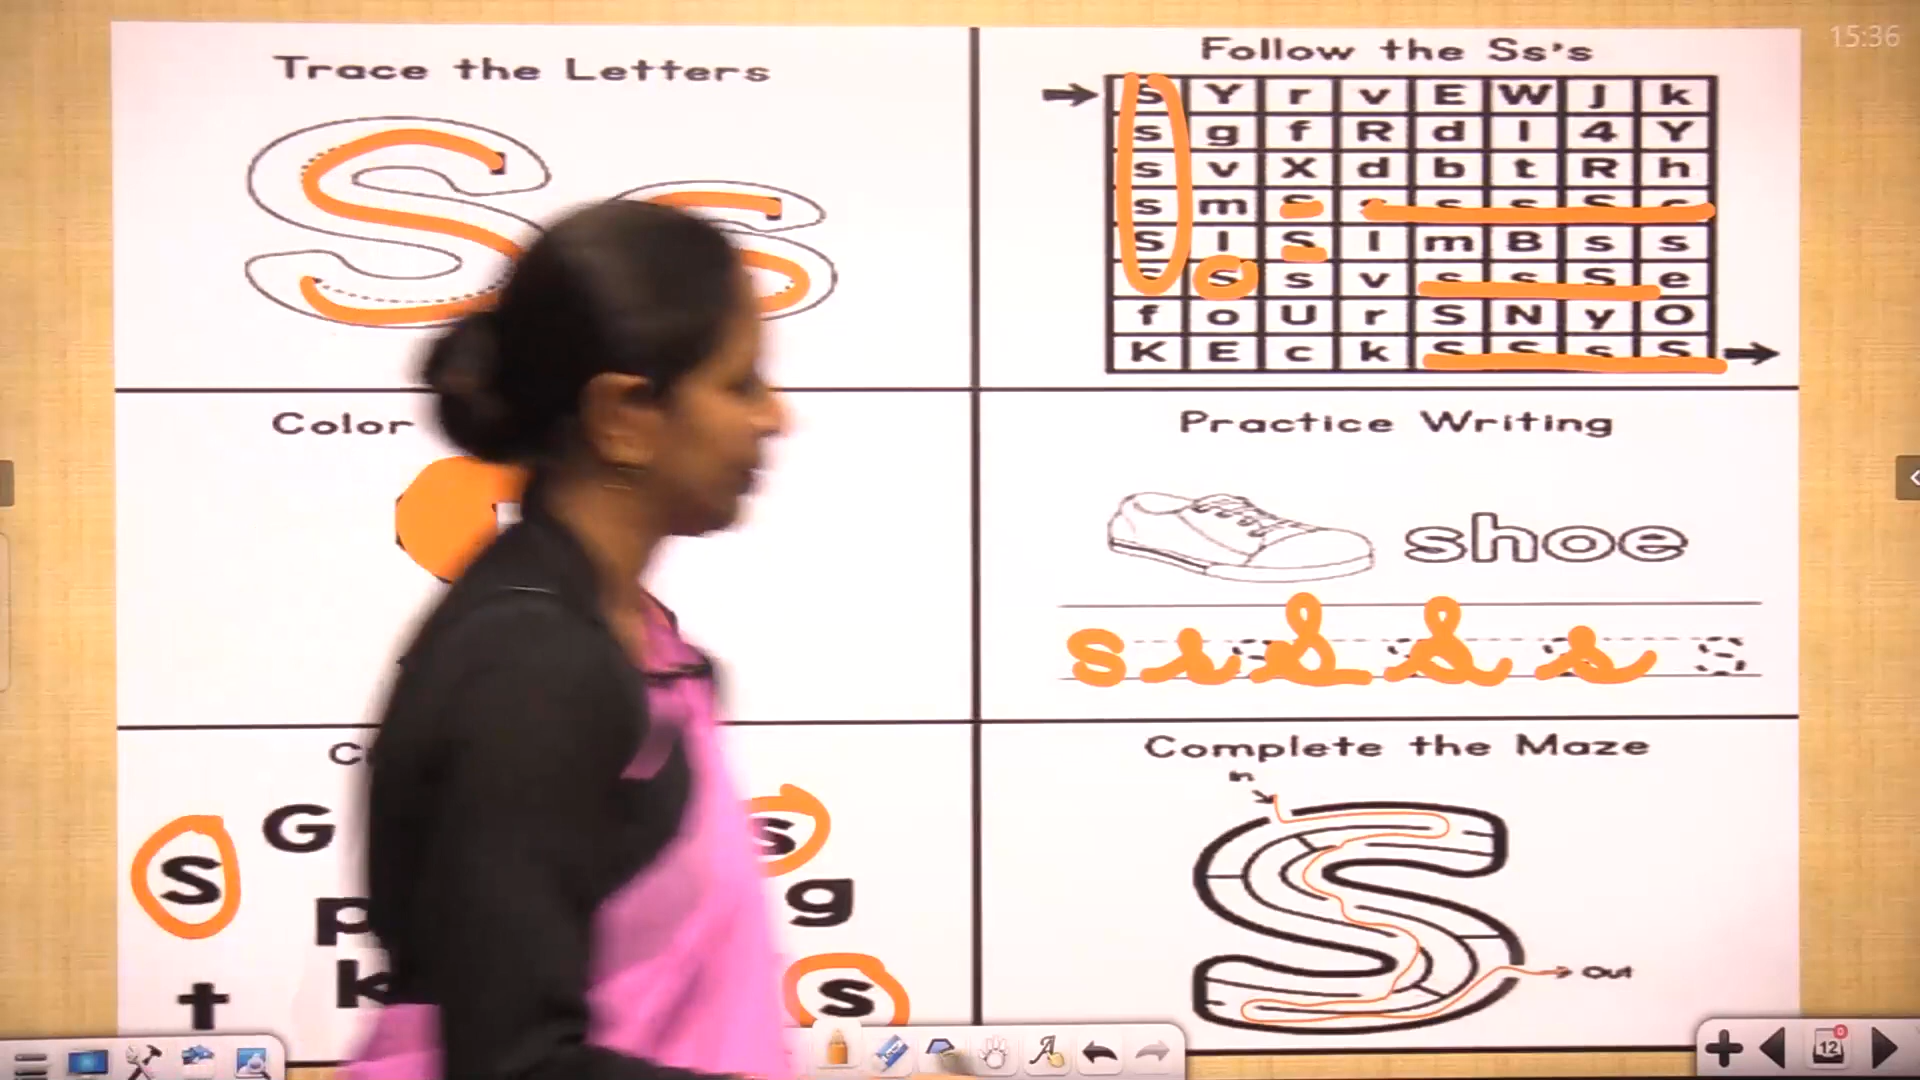 15:36
Trace the Letters
S s
Follow the Ss's
S Y r v E W J k
s g f R d l 4 Y
s v X d b t R h
s m S s s s S s
S l S l m B s s
S s s v s s S e
f o U r S N y O
K E c k S S s S
Color
Practice Writing
shoe
s s s s s s
Complete the Maze
In
Out
s G s
p g
k s
t
12